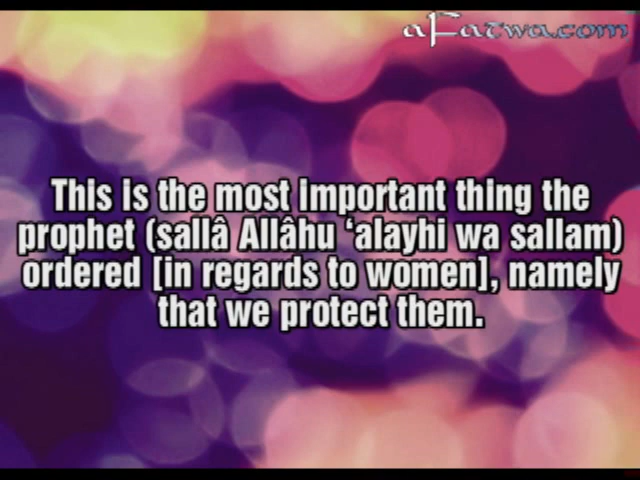 aFatwa.com
This is the most important thing the
prophet (sallâ Allâhu ‘alayhi wa sallam)
ordered [in regards to women], namely
that we protect them.